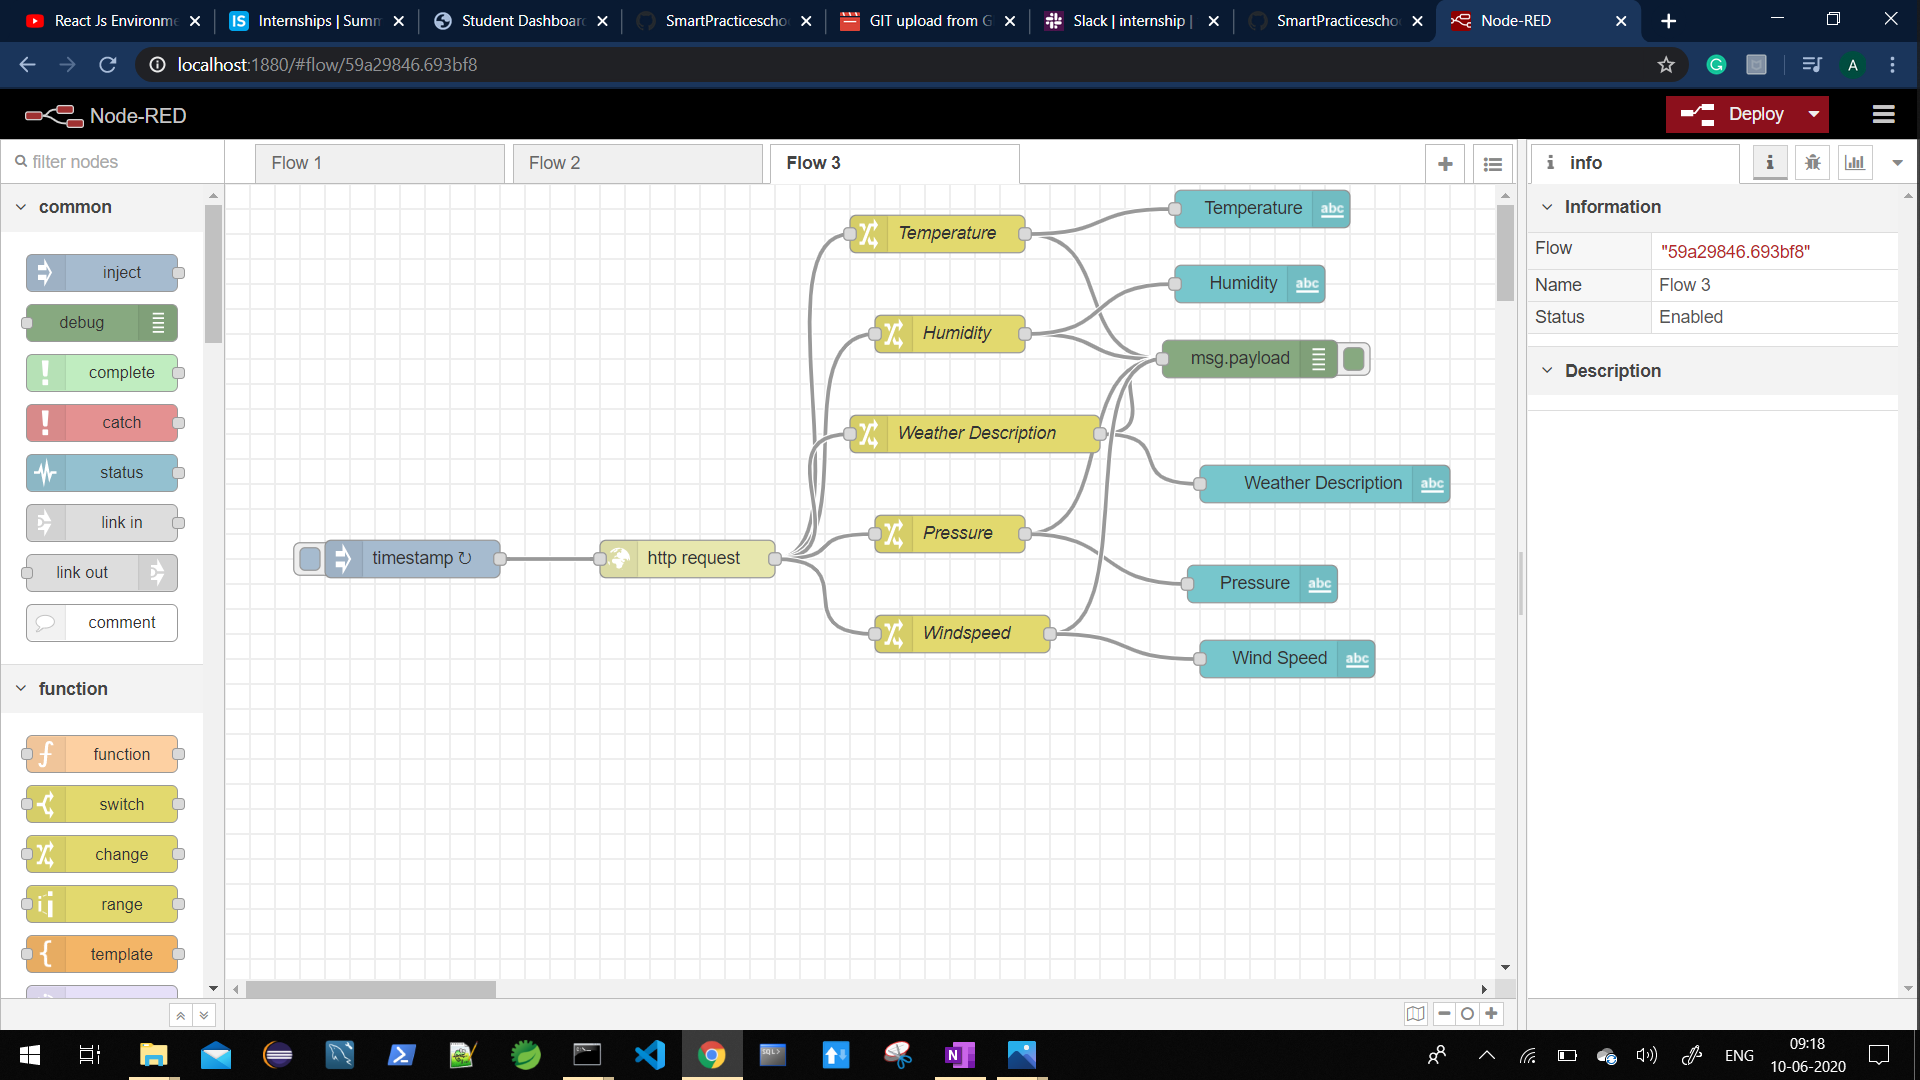 React Js Environme
Internships | Summ
Student Dashboard
SmartPracticescho
GIT upload from G
Slack | internship |
SmartPracticescho
Node-RED
localhost:1880/#flow/59a29846.693bf8
A
Node-RED
Deploy
filter nodes
Flow 1
Flow 2
Flow 3
i info
common
inject
debug
complete
catch
status
link in
link out
comment
function
function
switch
change
range
template
timestamp ↻
http request
Temperature
Humidity
Weather Description
Pressure
Windspeed
Temperature abc
Humidity abc
msg.payload
Weather Description abc
Pressure abc
Wind Speed abc
Information
Flow "59a29846.693bf8"
Name Flow 3
Status Enabled
Description
SQL>
ENG
09:18
10-06-2020